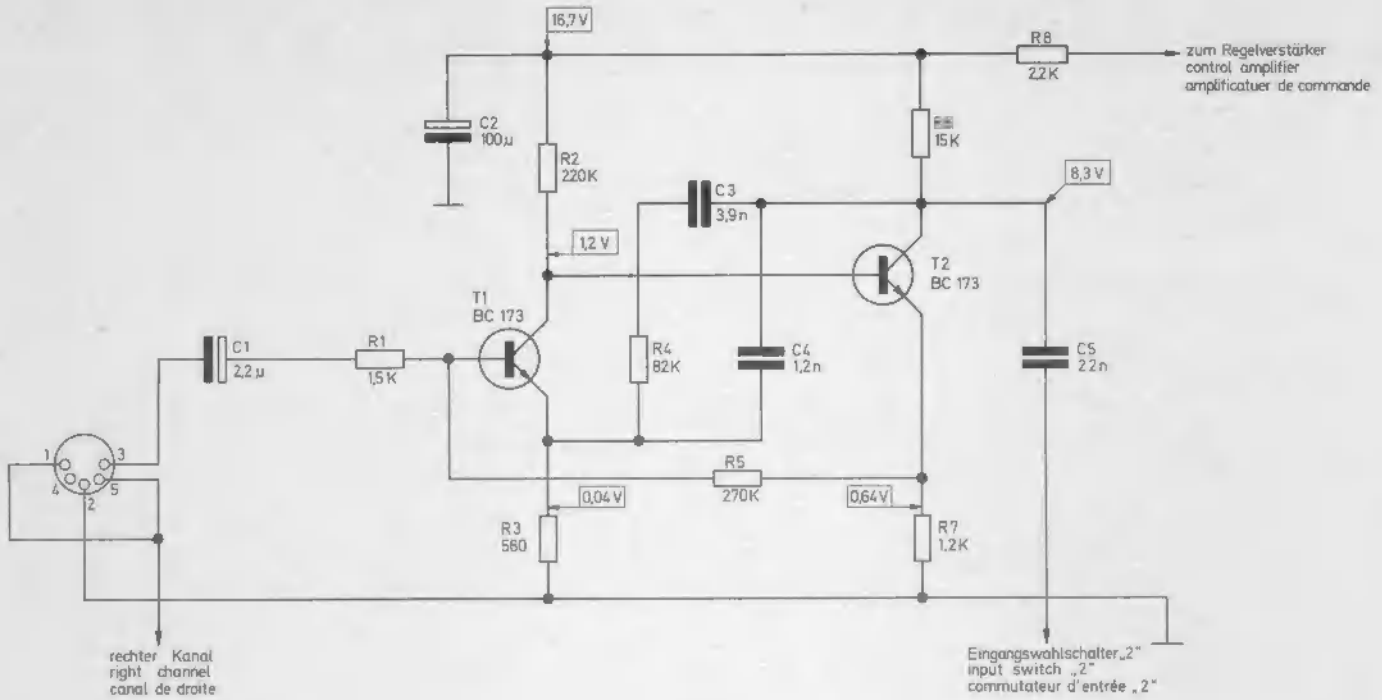 16,7 V
R8
2,2K
zum Regelverstärker
control amplifier
amplificatuer de commande
C2
100µ
R2
220K
15K
C3
3,9n
8,3 V
1,2 V
T2
BC 173
T1
BC 173
C1
2,2µ
R1
1,5K
R4
82K
C4
1,2n
C5
22n
1
3
4
5
2
R5
270K
0,04V
0,64V
R3
560
R7
1.2K
rechter Kanal
right channel
canal de droite
Eingangswahlschalter„2"
input switch „2"
commutateur d'entrée „2"